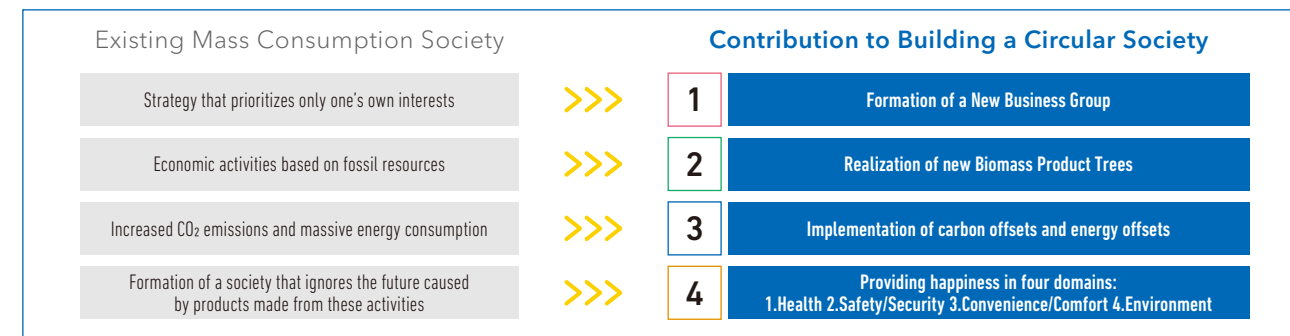 Existing Mass Consumption Society
Contribution to Building a Circular Society
Strategy that prioritizes only one's own interests
>>>
1
Formation of a New Business Group
Economic activities based on fossil resources
>>>
2
Realization of new Biomass Product Trees
Increased CO₂ emissions and massive energy consumption
>>>
3
Implementation of carbon offsets and energy offsets
Formation of a society that ignores the future caused
by products made from these activities
>>>
4
Providing happiness in four domains:
1.Health 2.Safety/Security 3.Convenience/Comfort 4.Environment